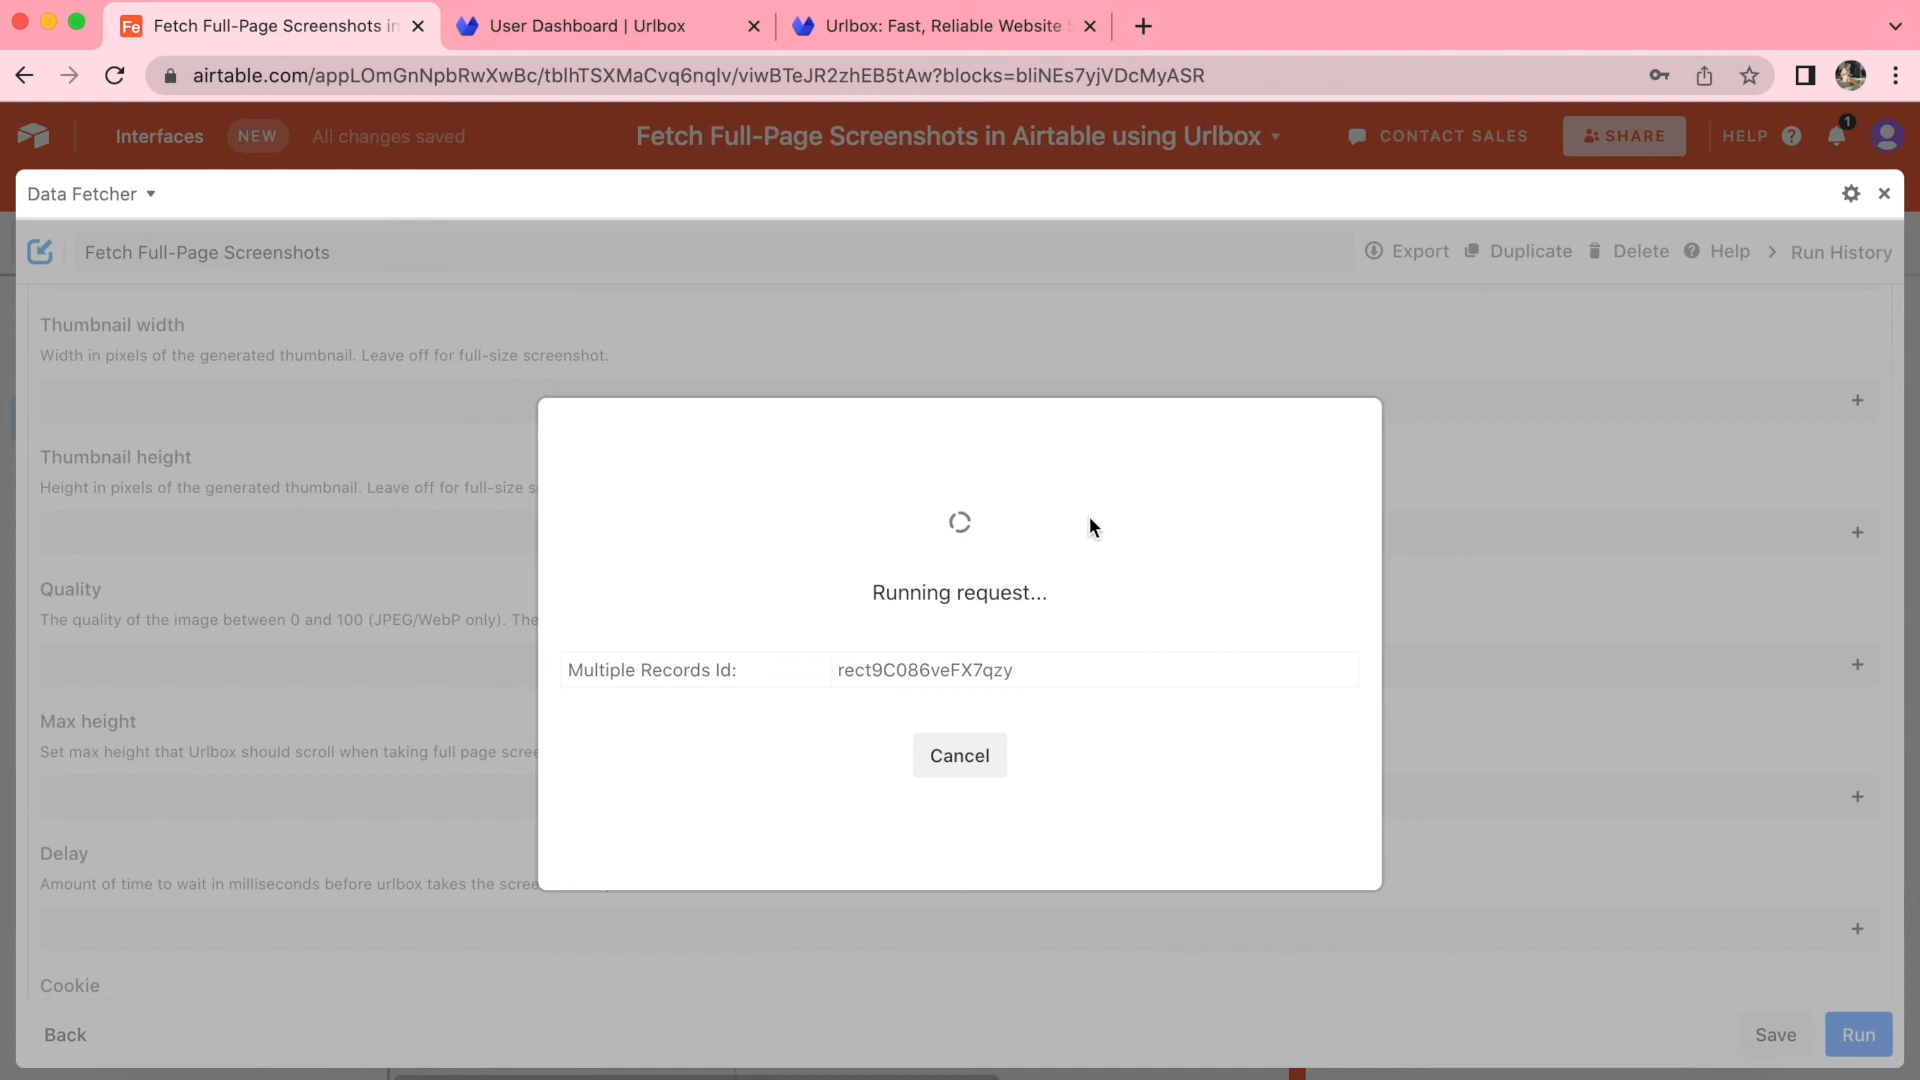 Fe Fetch Full-Page Screenshots in
User Dashboard | Urlbox
Urlbox: Fast, Reliable Website
airtable.com/appLOmGnNpbRwXwBc/tblhTSXMaCvq6nqlv/viwBTeJR2zhEB5tAw?blocks=bliNEs7yjVDcMyASR
Interfaces NEW All changes saved Fetch Full-Page Screenshots in Airtable using Urlbox CONTACT SALES SHARE HELP 1
Data Fetcher
Fetch Full-Page Screenshots Export Duplicate Delete Help Run History
Thumbnail width
Width in pixels of the generated thumbnail. Leave off for full-size screenshot.
Thumbnail height
Height in pixels of the generated thumbnail. Leave off for full-size s
Quality
The quality of the image between 0 and 100 (JPEG/WebP only). The
Max height
Set max height that Urlbox should scroll when taking full page scree
Delay
Amount of time to wait in milliseconds before urlbox takes the scree
Cookie
Running request...
Multiple Records Id: rect9C086veFX7qzy
Cancel
Back
Save
Run